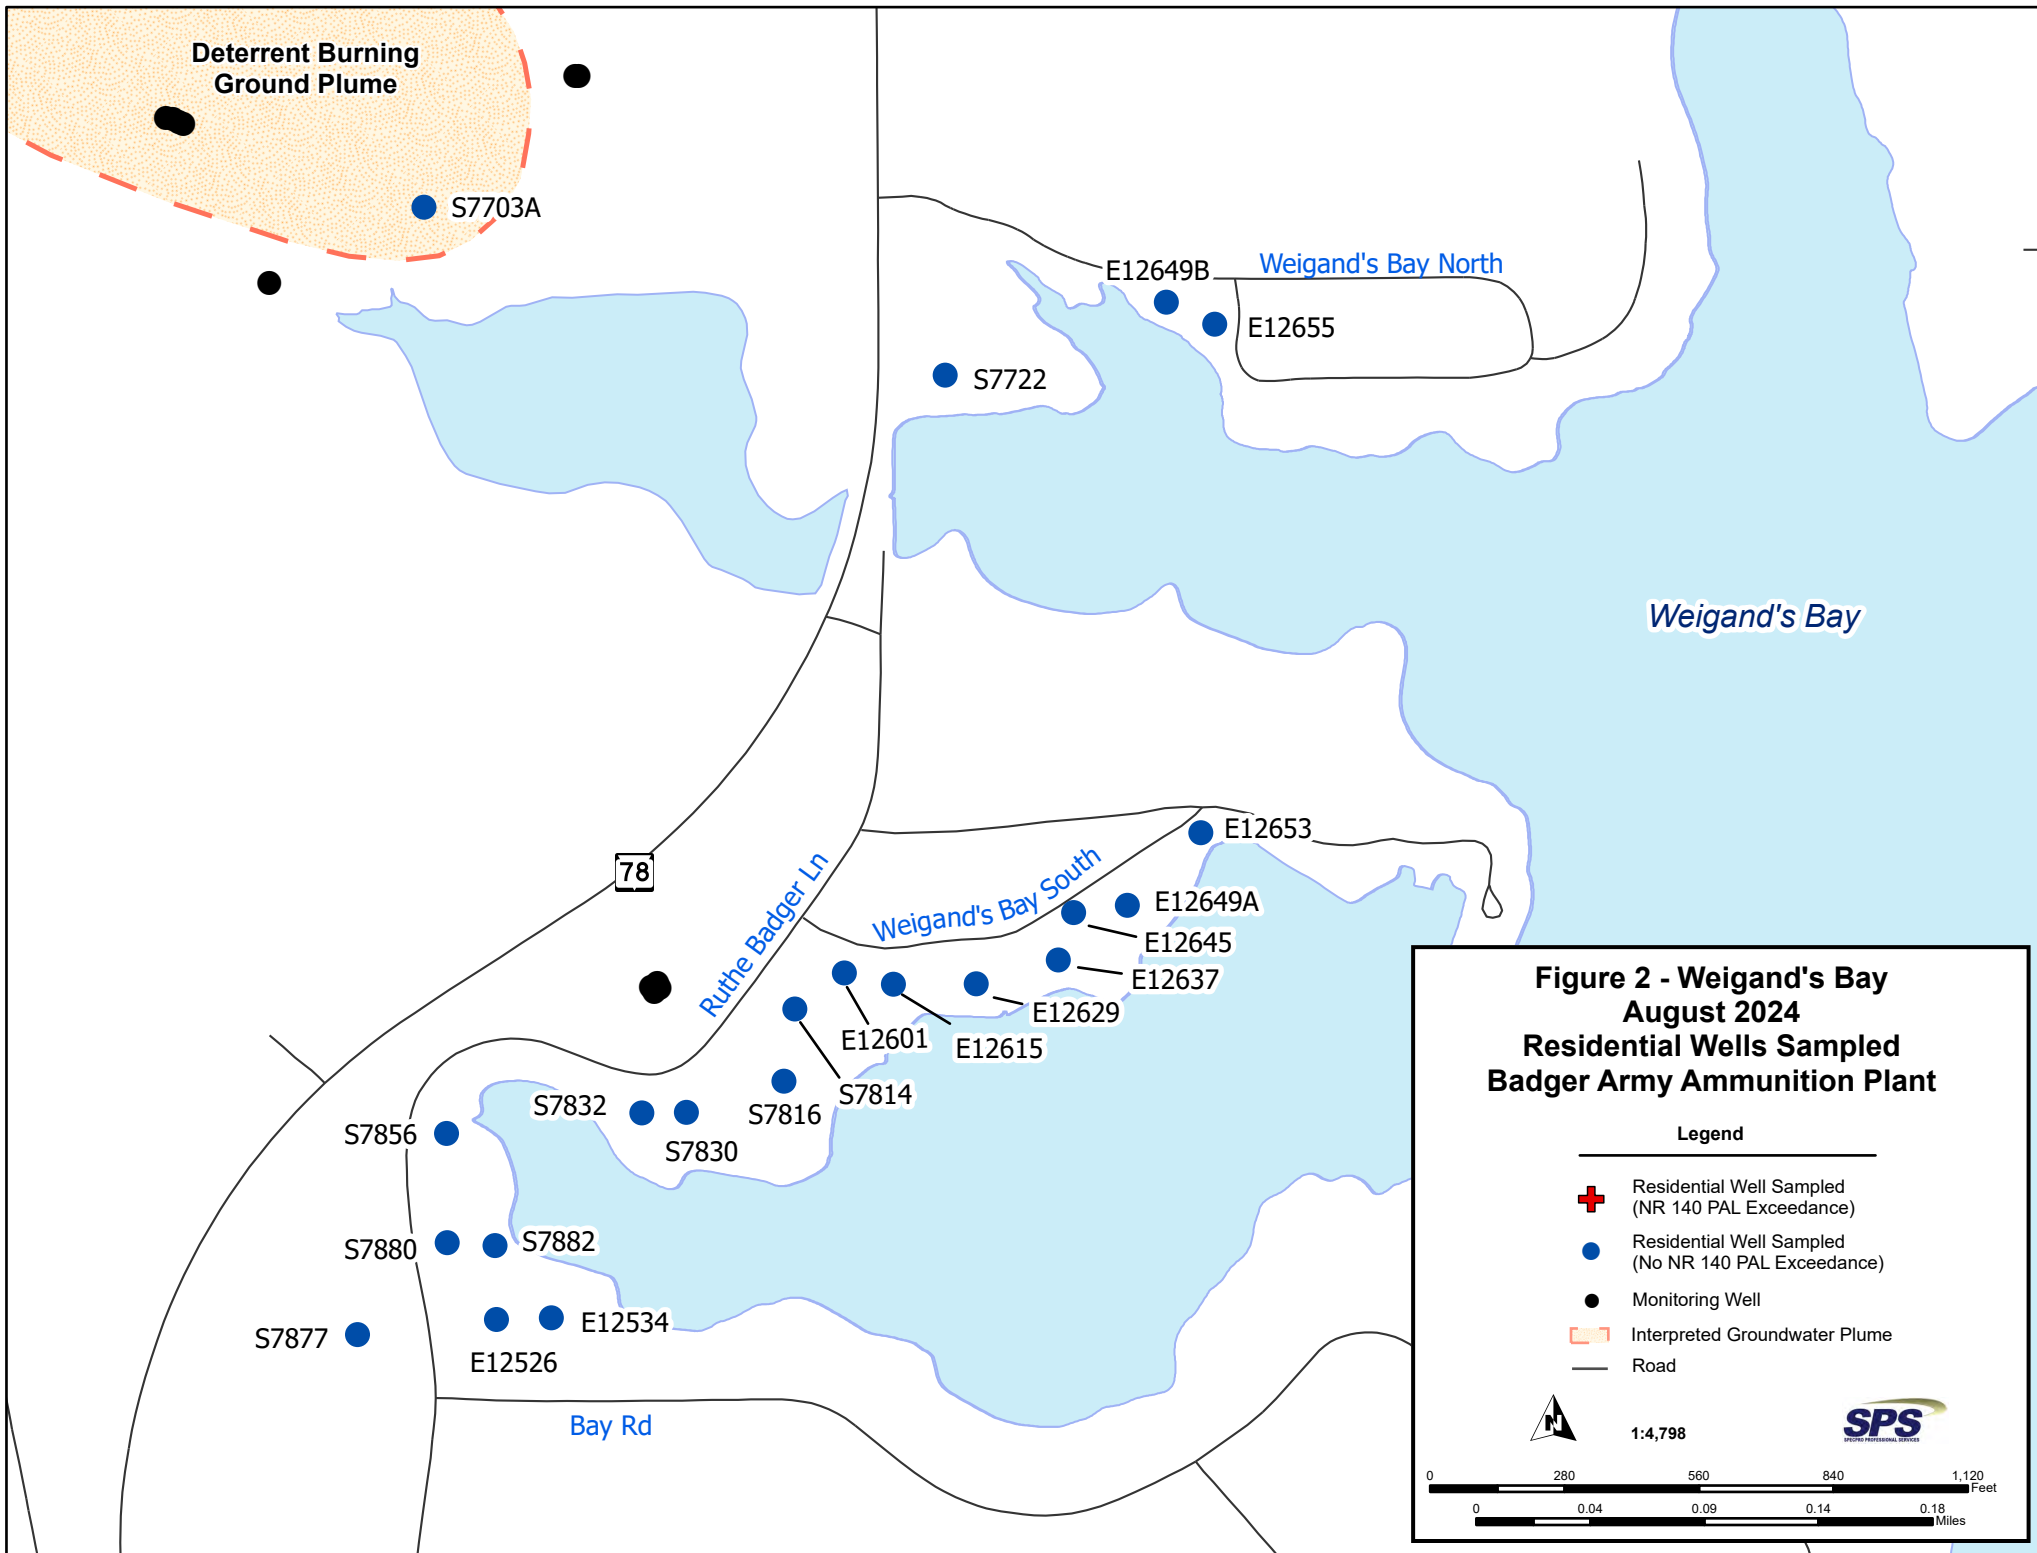 Deterrent Burning
Ground Plume
S7703A
E12649B
Weigand's Bay North
E12655
S7722
Weigand's Bay
E12653
78
Ruthe Badger Ln
Weigand's Bay South
E12649A
E12645
E12637
E12629
E12601
E12615
S7814
S7816
S7832
S7830
S7856
S7880
S7882
S7877
E12534
E12526
Bay Rd
Figure 2 - Weigand's Bay
August 2024
Residential Wells Sampled
Badger Army Ammunition Plant
Legend
Residential Well Sampled
(NR 140 PAL Exceedance)
Residential Well Sampled
(No NR 140 PAL Exceedance)
Monitoring Well
Interpreted Groundwater Plume
Road
N
1:4,798
SPS
SPECPRO PROFESSIONAL SERVICES
0 280 560 840 1,120
Feet
0 0.04 0.09 0.14 0.18
Miles